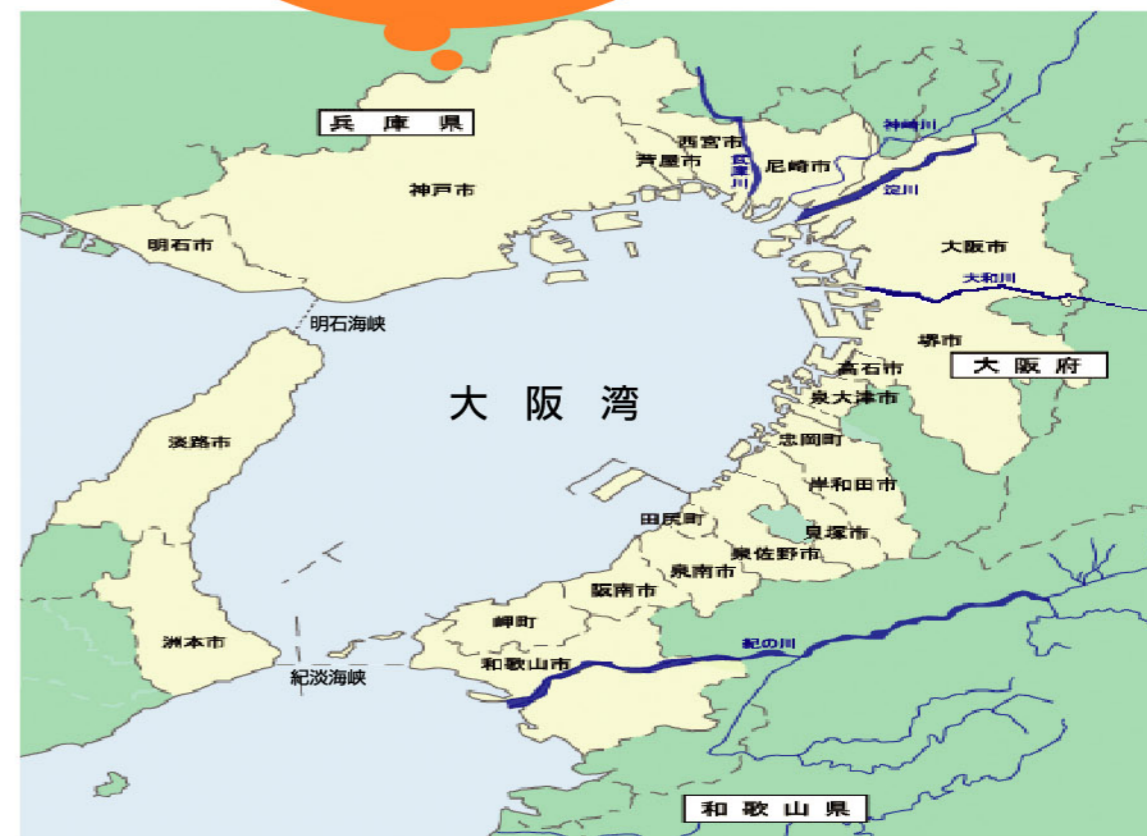 兵庫県
神崎川
西宮市
芦屋市
武庫川
尼崎市
淀川
神戸市
明石市
大阪市
大和川
明石海峡
堺市
大阪府
高石市
泉大津市
大阪湾
忠岡町
淡路市
岸和田市
田尻町
貝塚市
泉佐野市
泉南市
阪南市
岬町
洲本市
紀の川
和歌山市
紀淡海峡
和歌山県